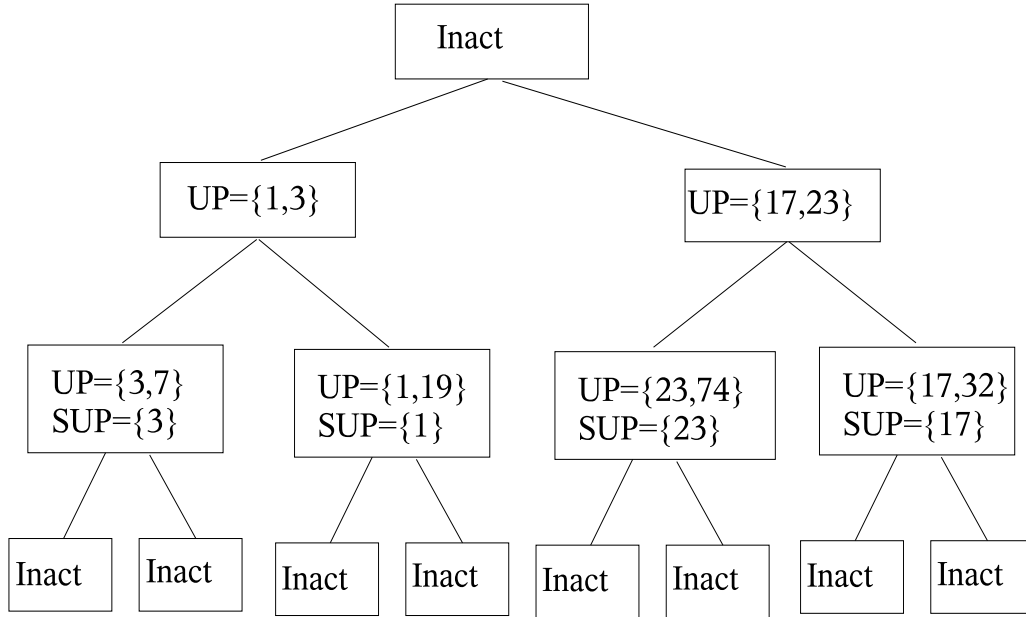 Inact
UP={1,3}
UP={17,23}
UP={3,7}
SUP={3}
UP={1,19}
SUP={1}
UP={23,74}
SUP={23}
UP={17,32}
SUP={17}
Inact
Inact
Inact
Inact
Inact
Inact
Inact
Inact